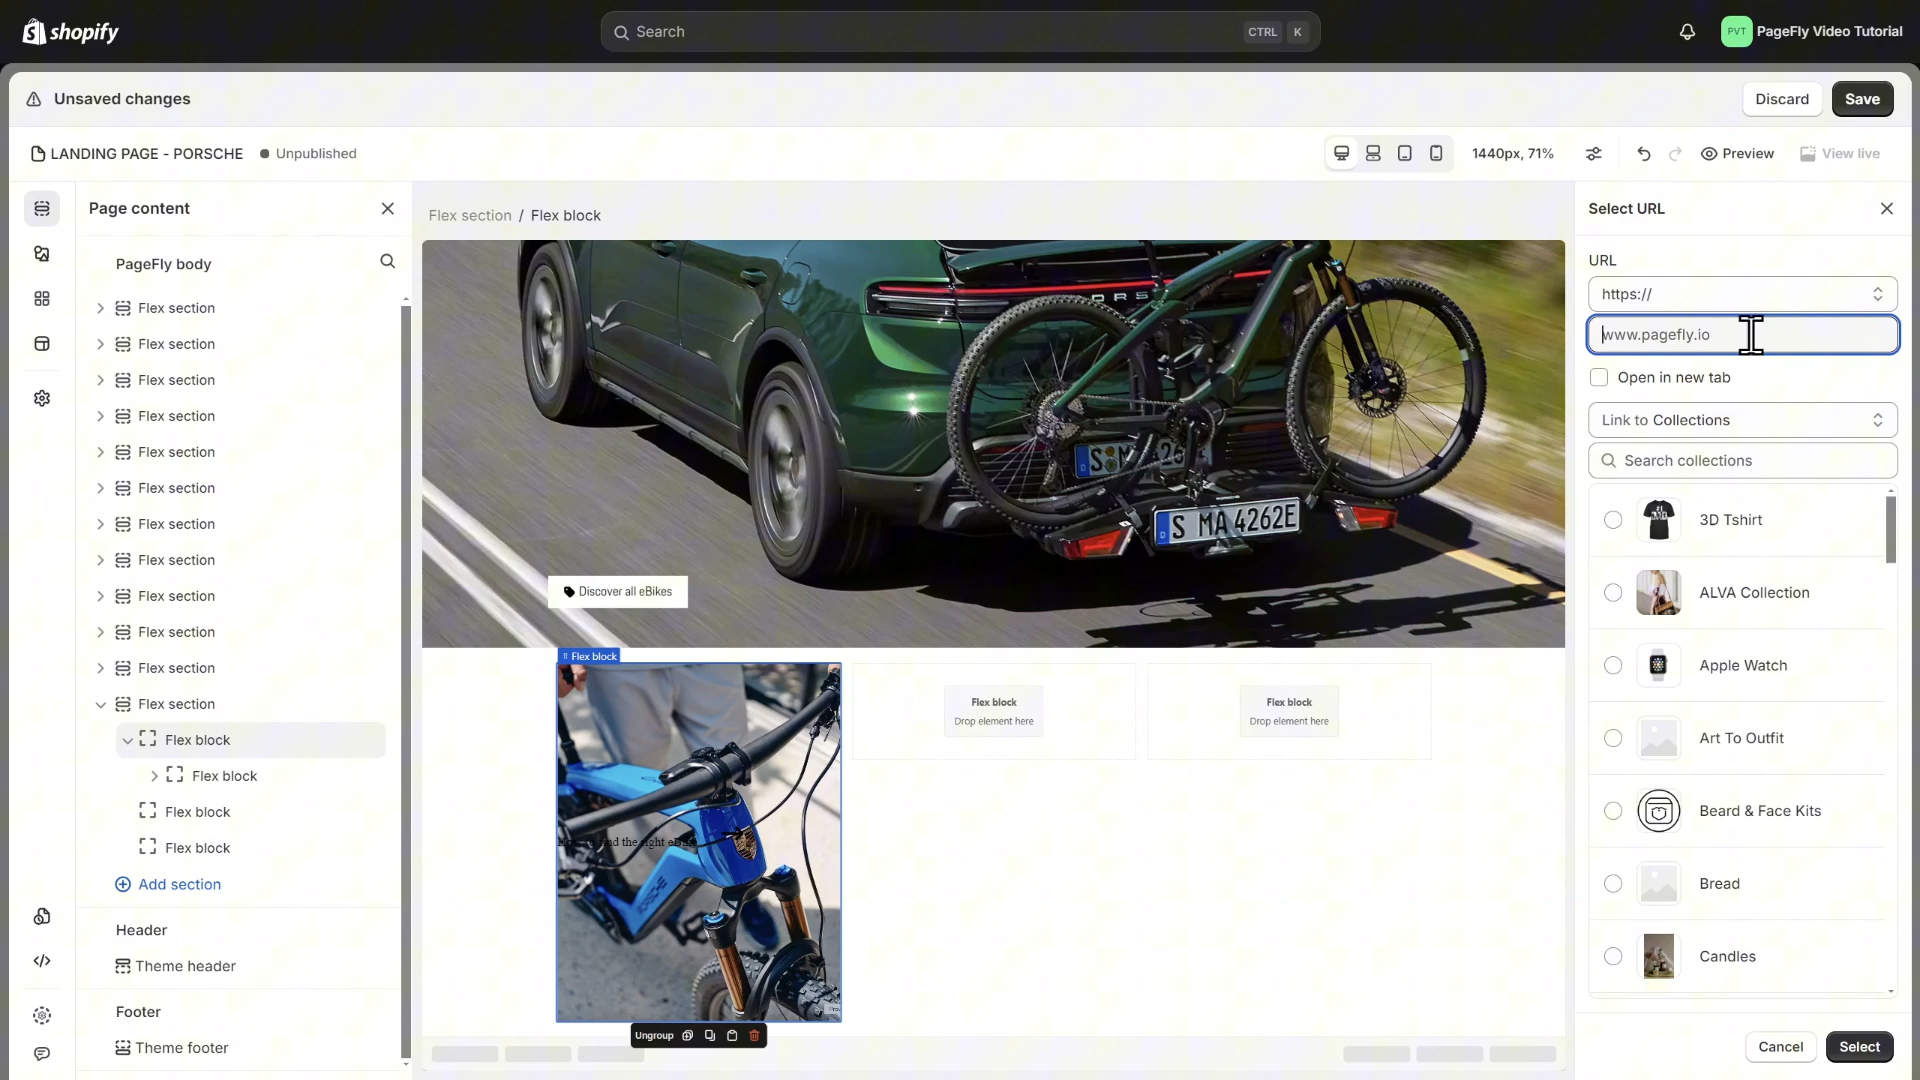 shopify
Search
CTRL K
PVT
PageFly Video Tutorial
Unsaved changes
Discard
Save
LANDING PAGE - PORSCHE
Unpublished
1440px, 71%
Preview
View live
Page content
PageFly body
Flex section
Flex section
Flex section
Flex section
Flex section
Flex section
Flex section
Flex section
Flex section
Flex section
Flex section
Flex section
Flex block
Flex block
Flex block
Flex block
Add section
Header
Theme header
Footer
Theme footer
Flex section / Flex block
S MA 4262E
Discover all eBikes
Flex block
Flex block
Drop element here
Flex block
Drop element here
Ungroup
Select URL
URL
https://
www.pagefly.io
Open in new tab
Link to Collections
Search collections
3D Tshirt
ALVA Collection
Apple Watch
Art To Outfit
Beard & Face Kits
Bread
Candles
Cancel
Select